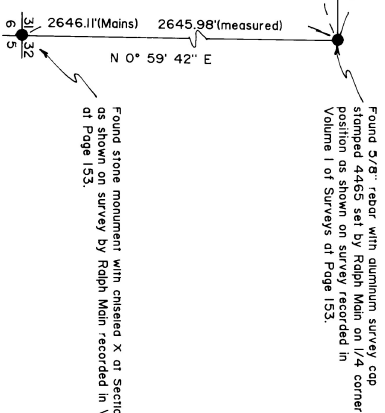 2646.11'(Mains) 2645.98'(measured)
N 0° 59' 42" E
31 32
6 5
Found 5/8" rebar with aluminum survey cap
stamped 4465 set by Ralph Main on 1/4 corner
position as shown on survey recorded in
Volume 1 of Surveys at Page 153.
Found stone monument with chiseled X at
as shown on survey by Ralph Main recorded in
at Page 153.